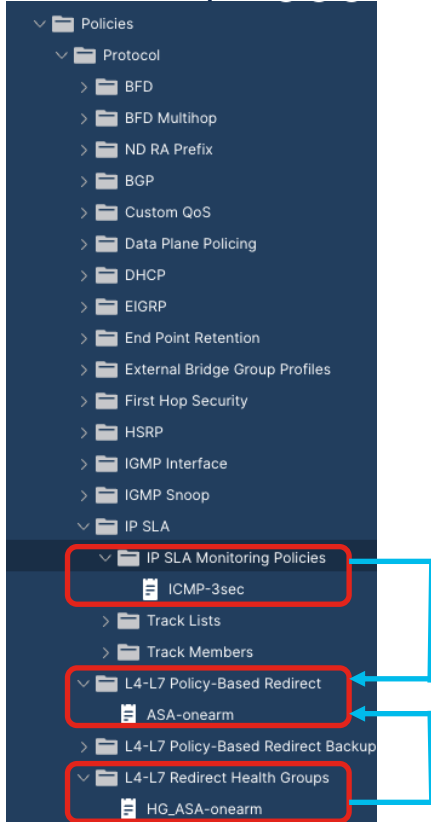 Policies
Protocol
BFD
BFD Multihop
ND RA Prefix
BGP
Custom QoS
Data Plane Policing
DHCP
EIGRP
End Point Retention
External Bridge Group Profiles
First Hop Security
HSRP
IGMP Interface
IGMP Snoop
IP SLA
IP SLA Monitoring Policies
ICMP-3sec
Track Lists
Track Members
L4-L7 Policy-Based Redirect
ASA-onearm
L4-L7 Policy-Based Redirect Backup
L4-L7 Redirect Health Groups
HG_ASA-onearm